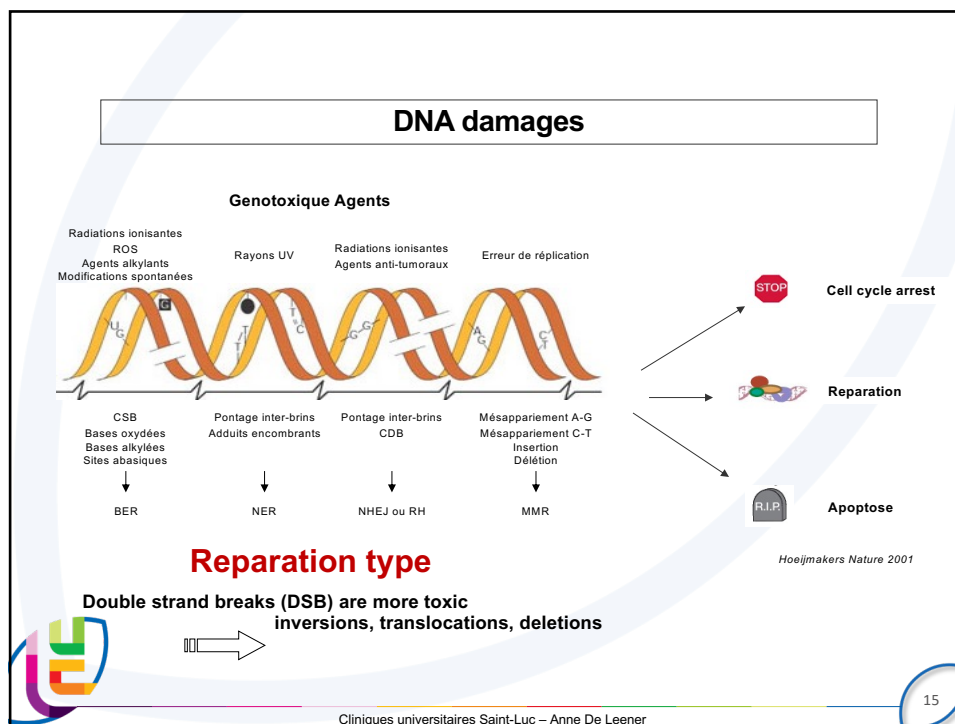 DNA damages
Genotoxique Agents
Radiations ionisantes
ROS
Agents alkylants
Modifications spontanées
Rayons UV
Radiations ionisantes
Agents anti-tumoraux
Erreur de réplication
U G
G
T T
T C
G G
A G
C T
CSB
Bases oxydées
Bases alkylées
Sites abasiques
Pontage inter-brins
Adduits encombrants
Pontage inter-brins
CDB
Mésappariement A-G
Mésappariement C-T
Insertion
Délétion
BER
NER
NHEJ ou RH
MMR
STOP
Cell cycle arrest
Reparation
R.I.P.
Apoptose
Hoeijmakers Nature 2001
Reparation type
Double strand breaks (DSB) are more toxic
inversions, translocations, deletions
15
Cliniques universitaires Saint-Luc – Anne De Leener